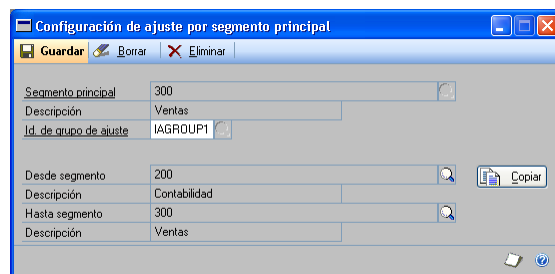 Configuración de ajuste por segmento principal
Guardar Borrar Eliminar
Segmento principal 300
Descripción Ventas
Id. de grupo de ajuste IAGROUP1
Desde segmento 200 Copiar
Descripción Contabilidad
Hasta segmento 300
Descripción Ventas